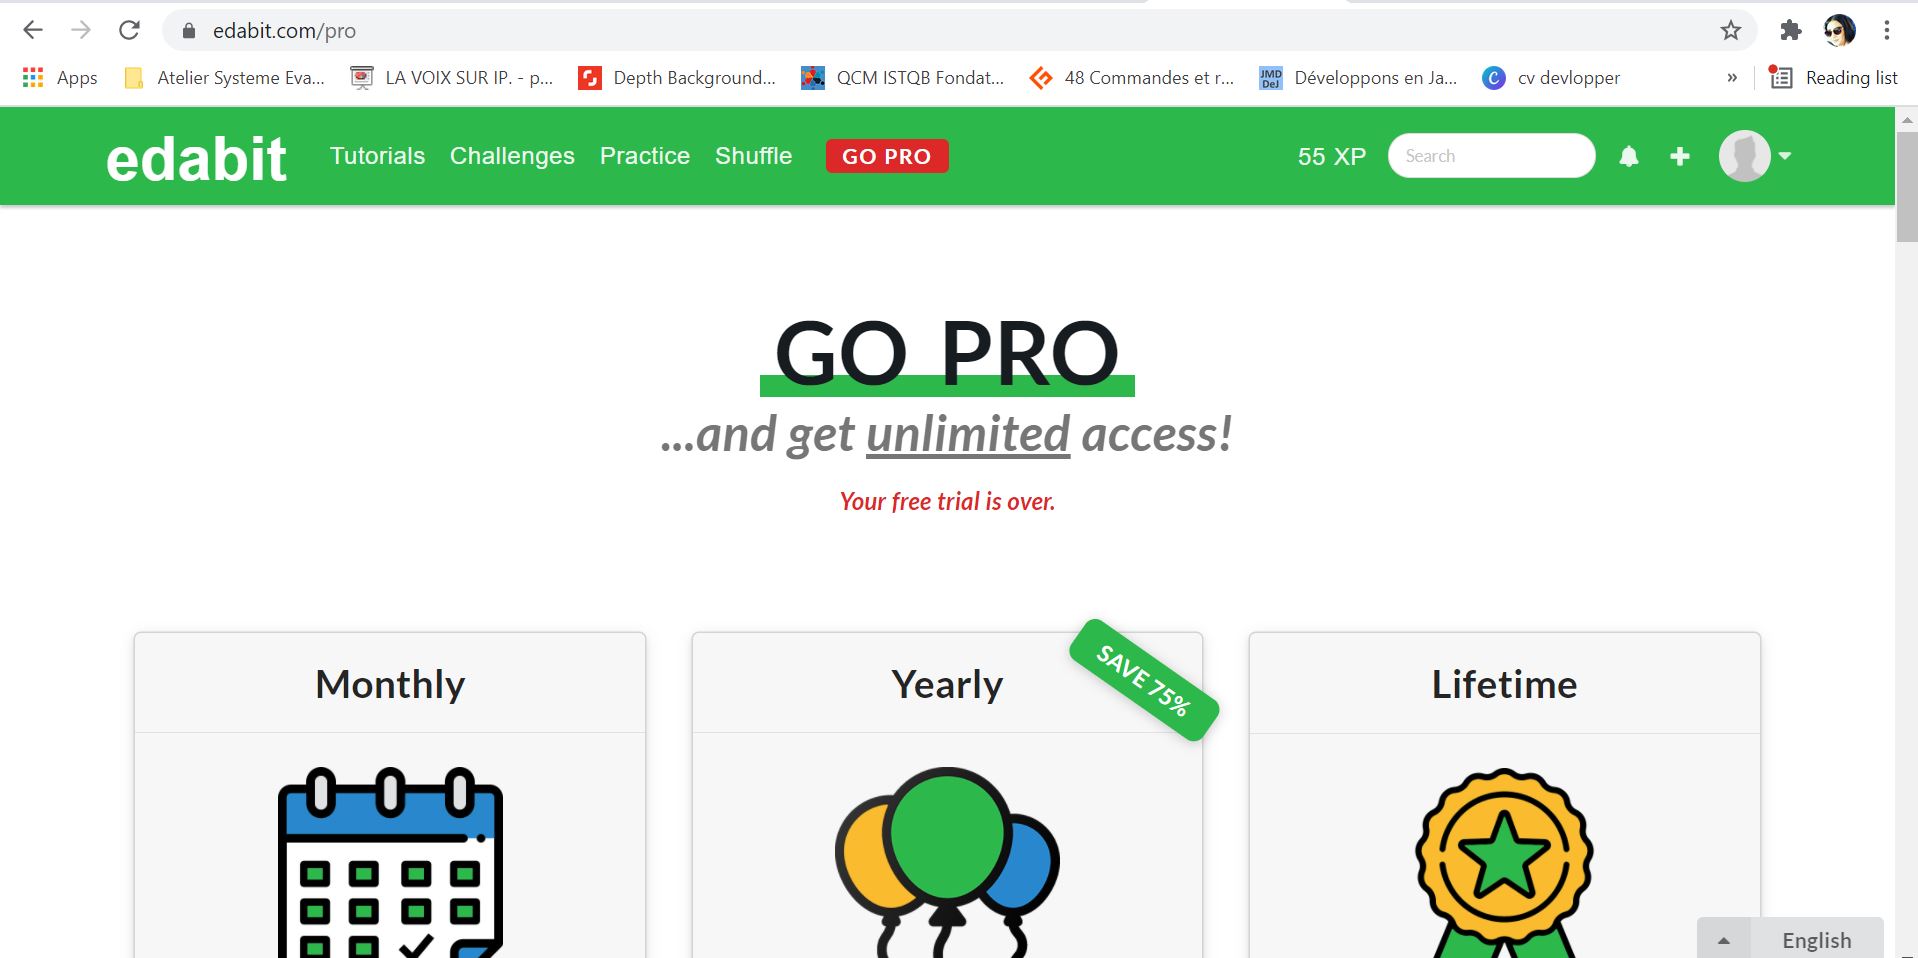 edabit.com/pro
Apps
Atelier Systeme Eva...
LA VOIX SUR IP. - p...
Depth Background...
QCM ISTQB Fondat...
48 Commandes et r...
JMD
DeJ
Développons en Ja...
C
cv devlopper
»
Reading list
edabit
Tutorials
Challenges
Practice
Shuffle
GO PRO
55 XP
Search
GO PRO
...and get unlimited access!
Your free trial is over.
Monthly
Yearly
SAVE 75%
Lifetime
English